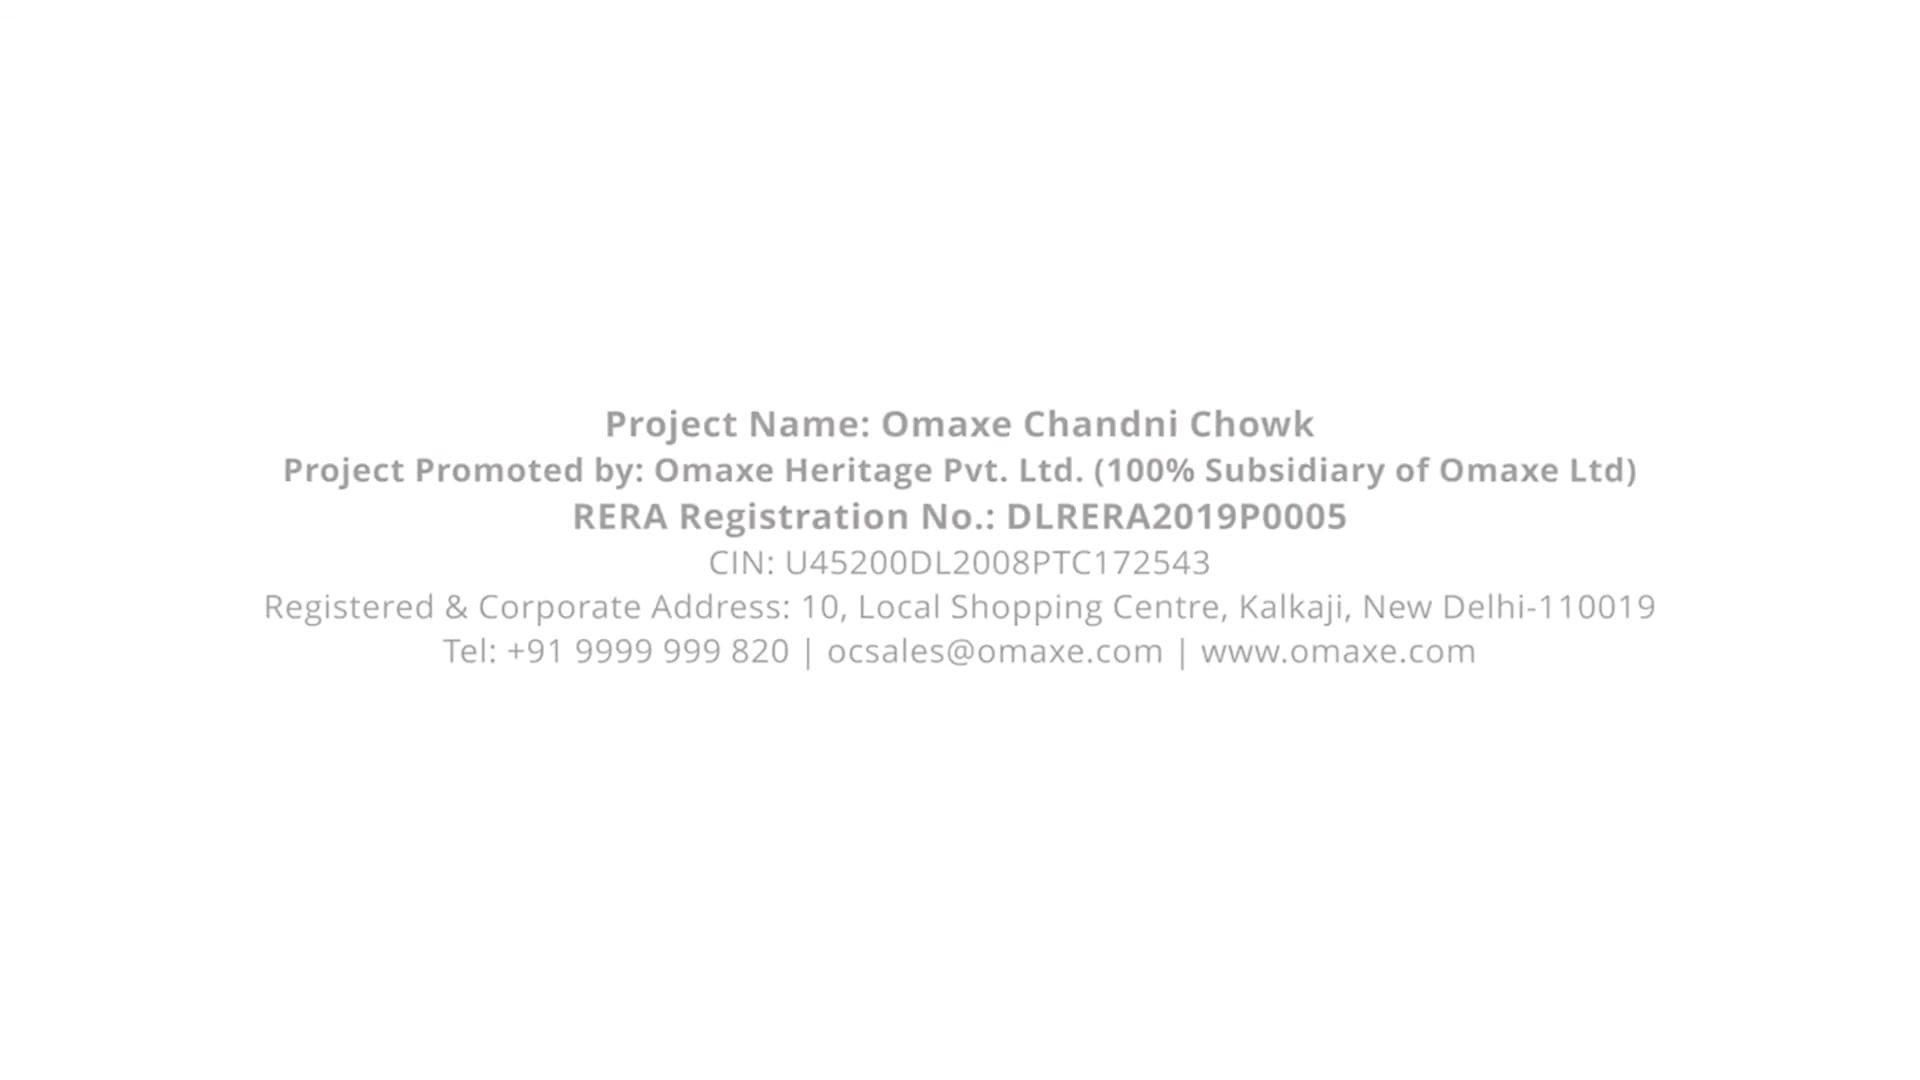 Project Name: Omaxe Chandni Chowk
Project Promoted by: Omaxe Heritage Pvt. Ltd. (100% Subsidiary of Omaxe Ltd)
RERA Registration No.: DLRERA2019P0005
CIN: U45200DL2008PTC172543
Registered & Corporate Address: 10, Local Shopping Centre, Kalkaji, New Delhi-110019
Tel: +91 9999 999 820 | ocsales@omaxe.com | www.omaxe.com